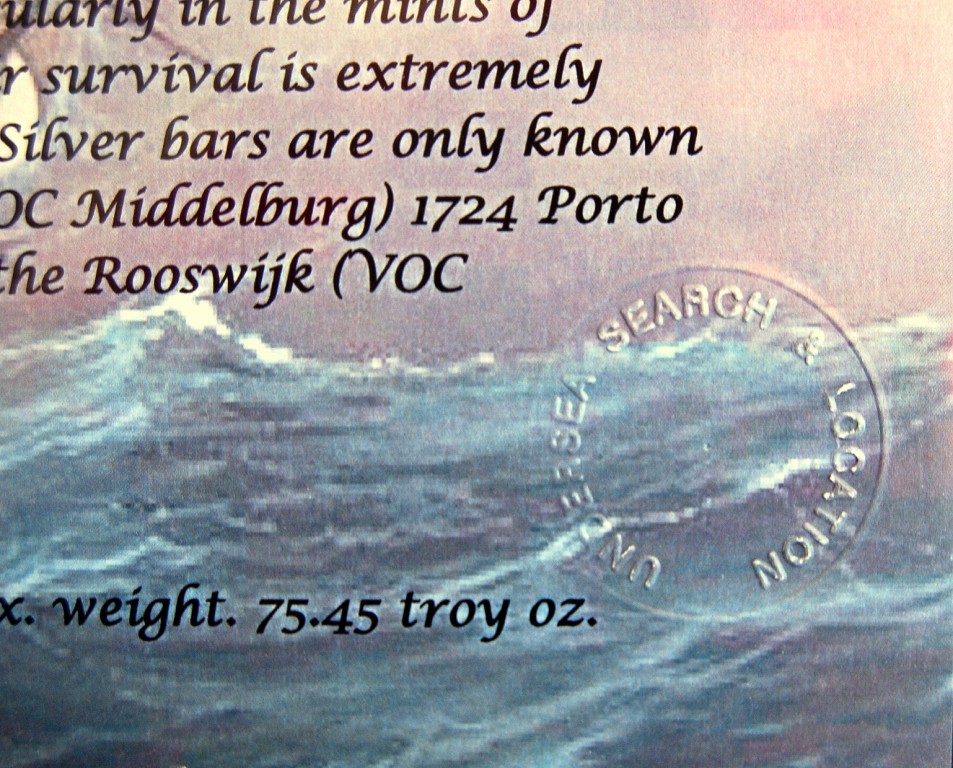 ularly in the mints of
r survival is extremely
Silver bars are only known
OC Middelburg) 1724 Porto
the Rooswijk (VOC
x. weight. 75.45 troy oz.
UNDERSEA SEARCH & LOCATION